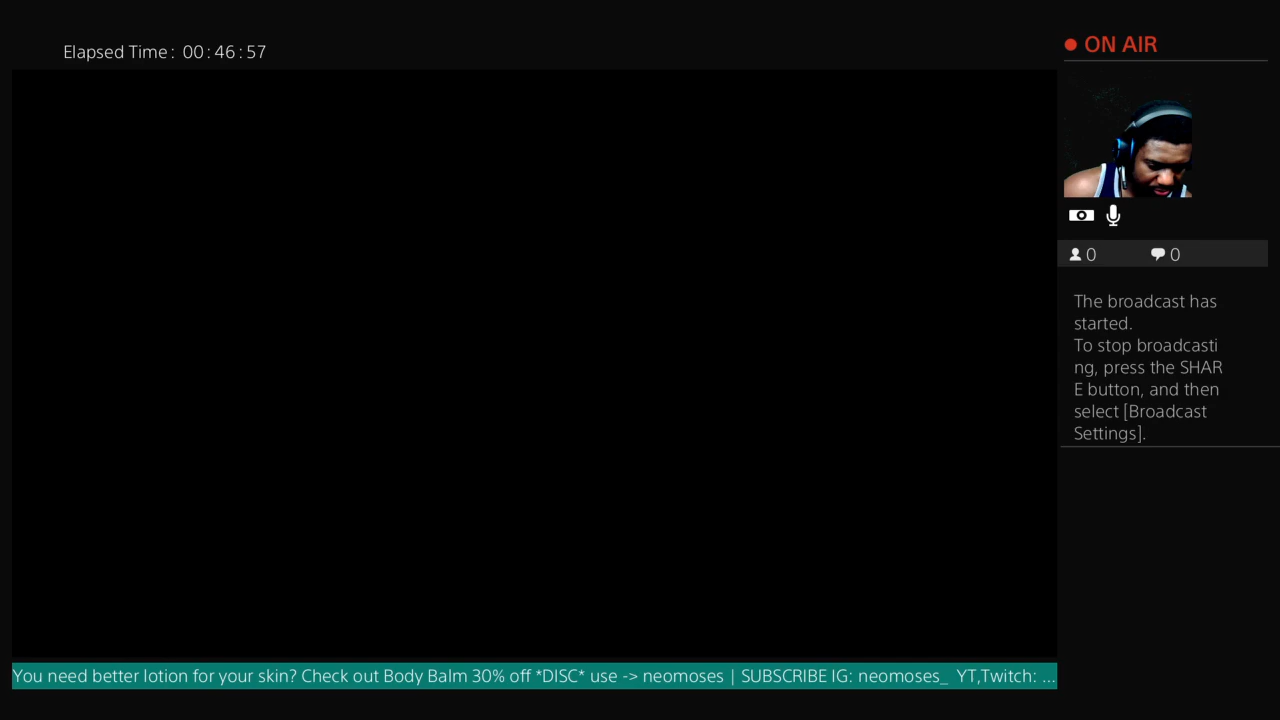 Elapsed Time: 00:46:57
ON AIR
0 0
The broadcast has
started.
To stop broadcasti
ng, press the SHAR
E button, and then
select [Broadcast
Settings].
You need better lotion for your skin? Check out Body Balm 30% off *DISC* use -> neomoses | SUBSCRIBE IG: neomoses_  YT,Twitch: ...